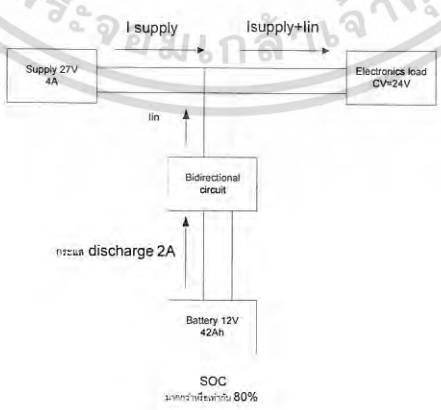 I supply
Isupply+Iin
Supply 27V
4A
Electronics load
CV=24V
Iin
Bidirectional
circuit
กระแส discharge 2A
Battery 12V
42Ah
SOC
มากกว่าหรือเท่ากับ 80%